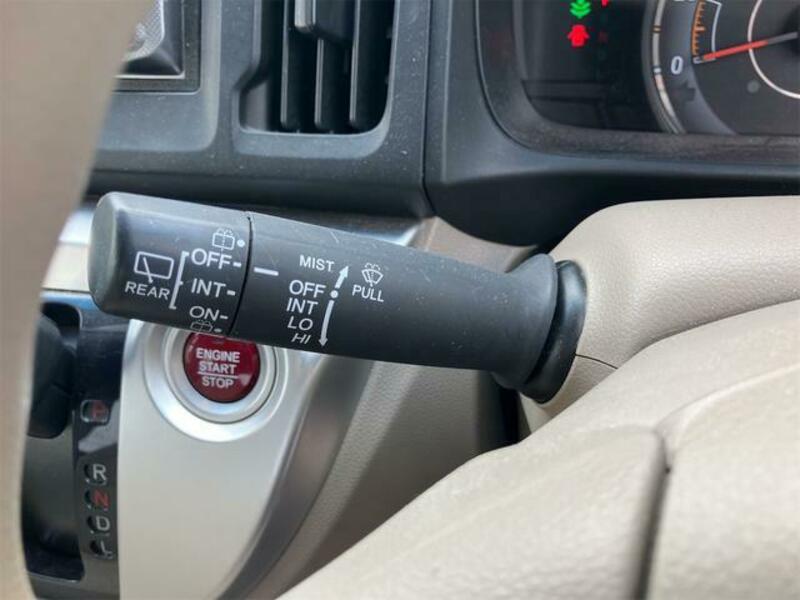 REAR
OFF
INT
ON
MIST
OFF
INT
LO
HI
PULL
ENGINE
START
STOP
P
R
N
D
L
0